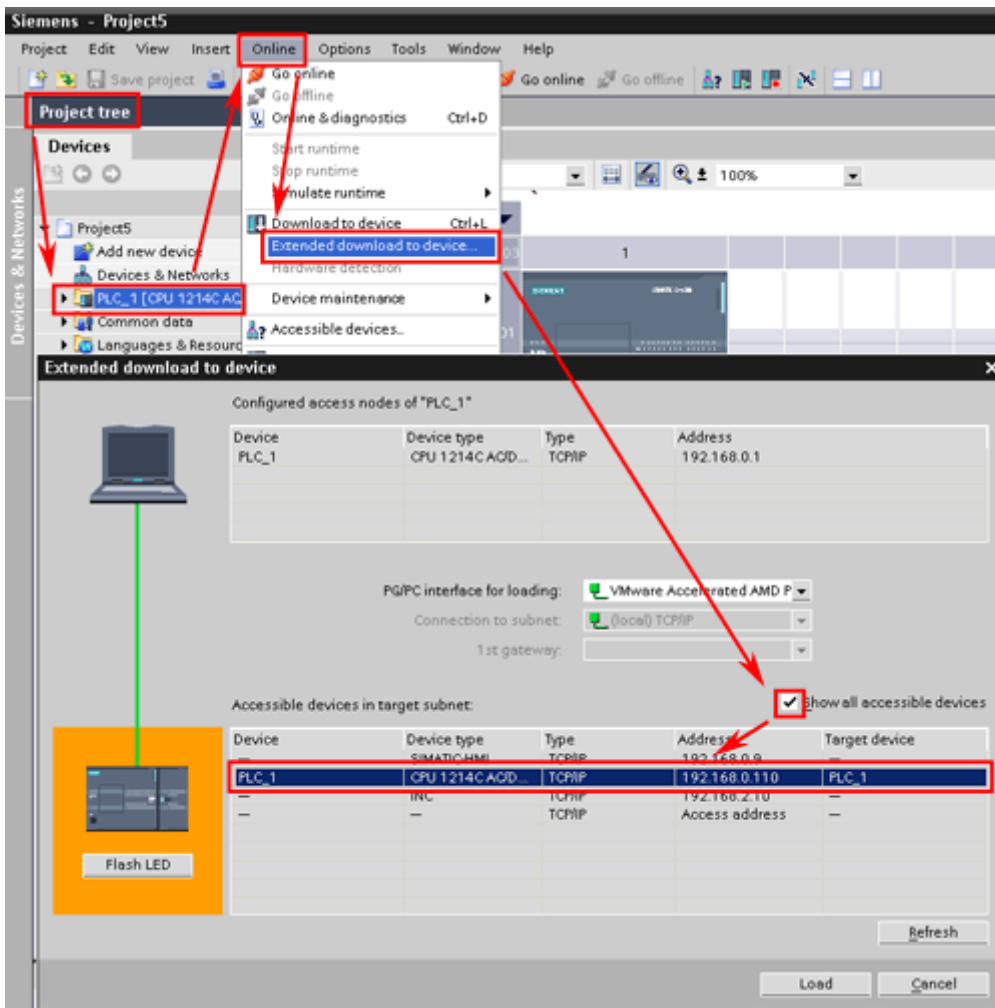 Siemens - Project5
Project Edit View Insert Online Options Tools Window Help
Save project Go online Go offline
Project tree
Devices
Go online
Go offline
Online & diagnostics Ctrl+D
Start runtime
Stop runtime
Simulate runtime
Download to device Ctrl+L
Extended download to device...
Hardware detection
Device maintenance
Accessible devices...
100%
Devices & Networks
Project5
Add new device
Devices & Networks
PLC_1 [CPU 1214C AC
Common data
Languages & Resourc
03 1
SIEMENS
01
Extended download to device
Configured access nodes of "PLC_1"
Device Device type Type Address
PLC_1 CPU 1214C AC/D... TCP/IP 192.168.0.1
PG/PC interface for loading: VMware Accelerated AMD P
Connection to subnet: (local) TCP/IP
1st gateway:
Show all accessible devices
Accessible devices in target subnet:
Device Device type Type Address Target device
— SIMATIC-HMI TCP/IP 192.168.0.9 —
PLC_1 CPU 1214C AC/D... TCP/IP 192.168.0.110 PLC_1
— INC TCP/IP 192.168.2.10 —
— — TCP/IP Access address —
Flash LED
Refresh
Load Cancel